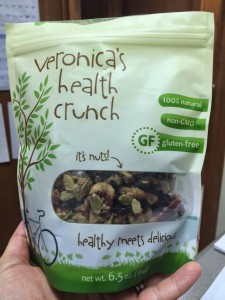 veronica's
health
crunch
100% natural
non-GMO
GF gluten-free
it's nuts!
healthy meets delicious
net wt. 6.5 oz.